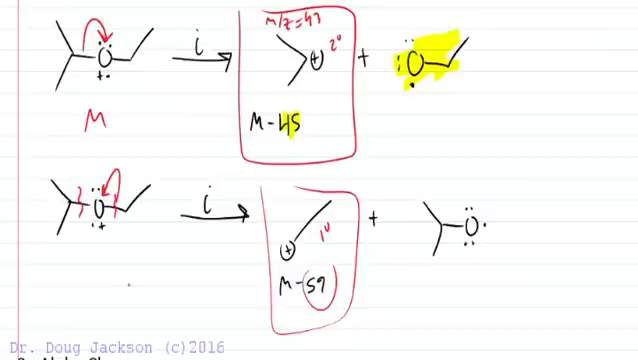 m/z=43
i
2°
+
:Ö
M
M-45
i
1°
+
Ö·
M-59
Dr. Doug Jackson (c)2016